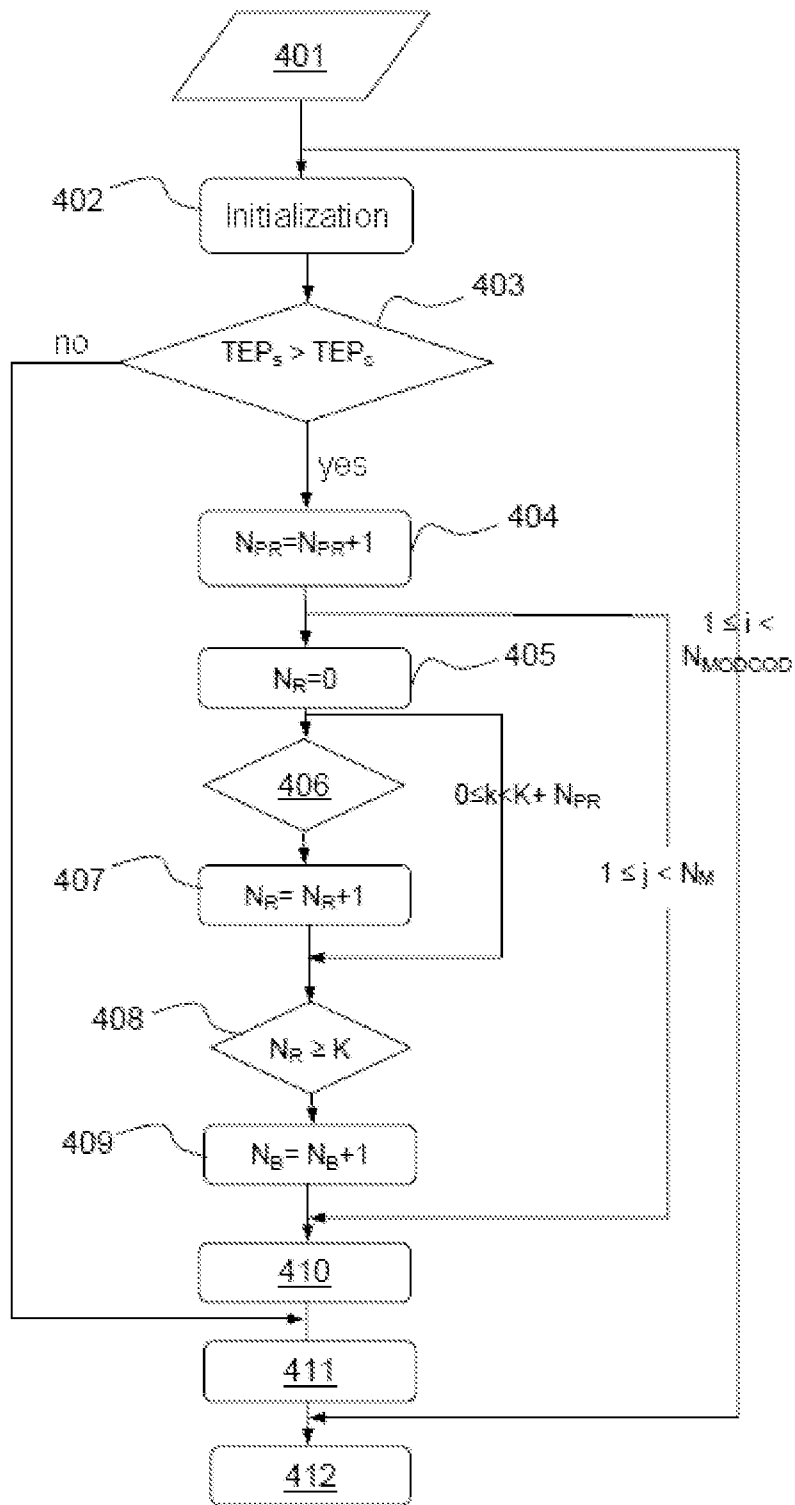 401
402
Initialization
403
no
TEPs > TEPc
yes
404
NPR=NPR+1
1 ≤ i <
NMODCOD
405
NR=0
406
0≤k<K+ NPR
407
NR= NR+1
1 ≤ j < NM
408
NR ≥ K
409
NB= NB+1
410
411
412